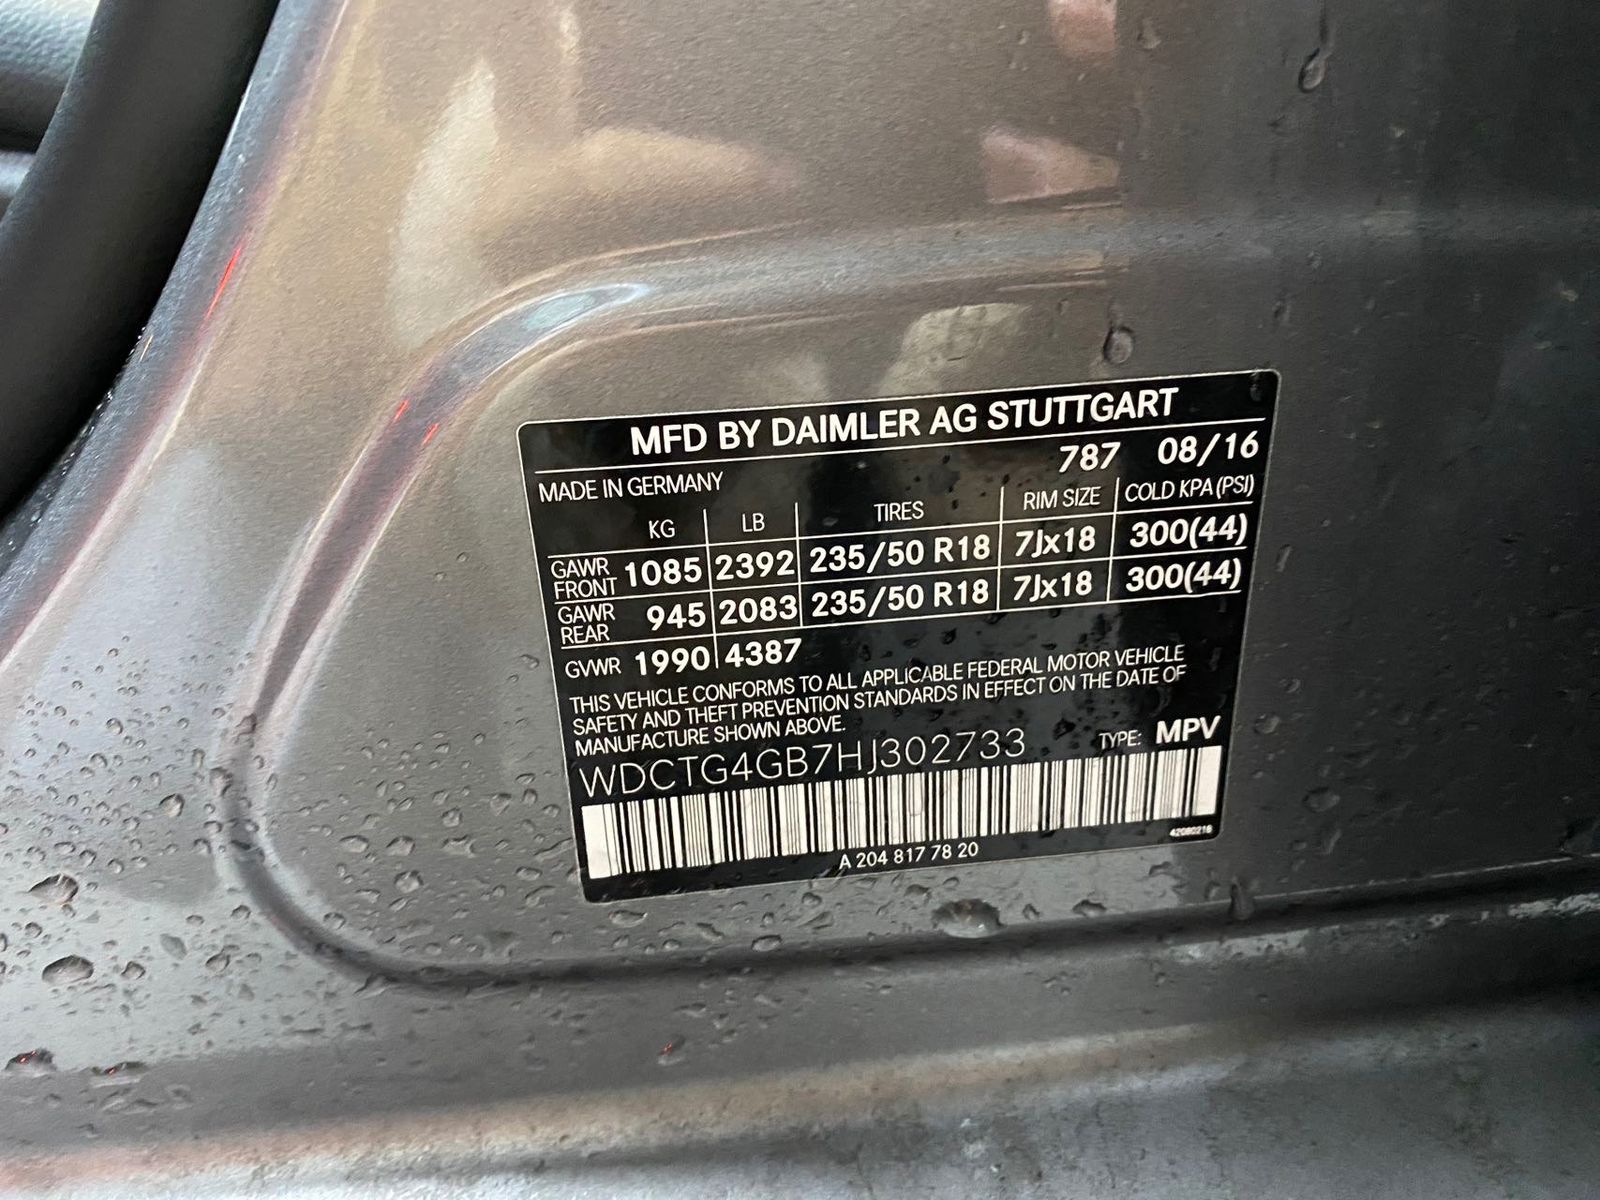 MFD BY DAIMLER AG STUTTGART
787 08/16
MADE IN GERMANY
KG LB TIRES RIM SIZE COLD KPA (PSI)
GAWR FRONT 1085 2392 235/50 R18 7Jx18 300(44)
GAWR REAR 945 2083 235/50 R18 7Jx18 300(44)
GVWR 1990 4387
THIS VEHICLE CONFORMS TO ALL APPLICABLE FEDERAL MOTOR VEHICLE
SAFETY AND THEFT PREVENTION STANDARDS IN EFFECT ON THE DATE OF
MANUFACTURE SHOWN ABOVE.
WDCTG4GB7HJ302733 TYPE: MPV
A 204 817 78 20
42080216